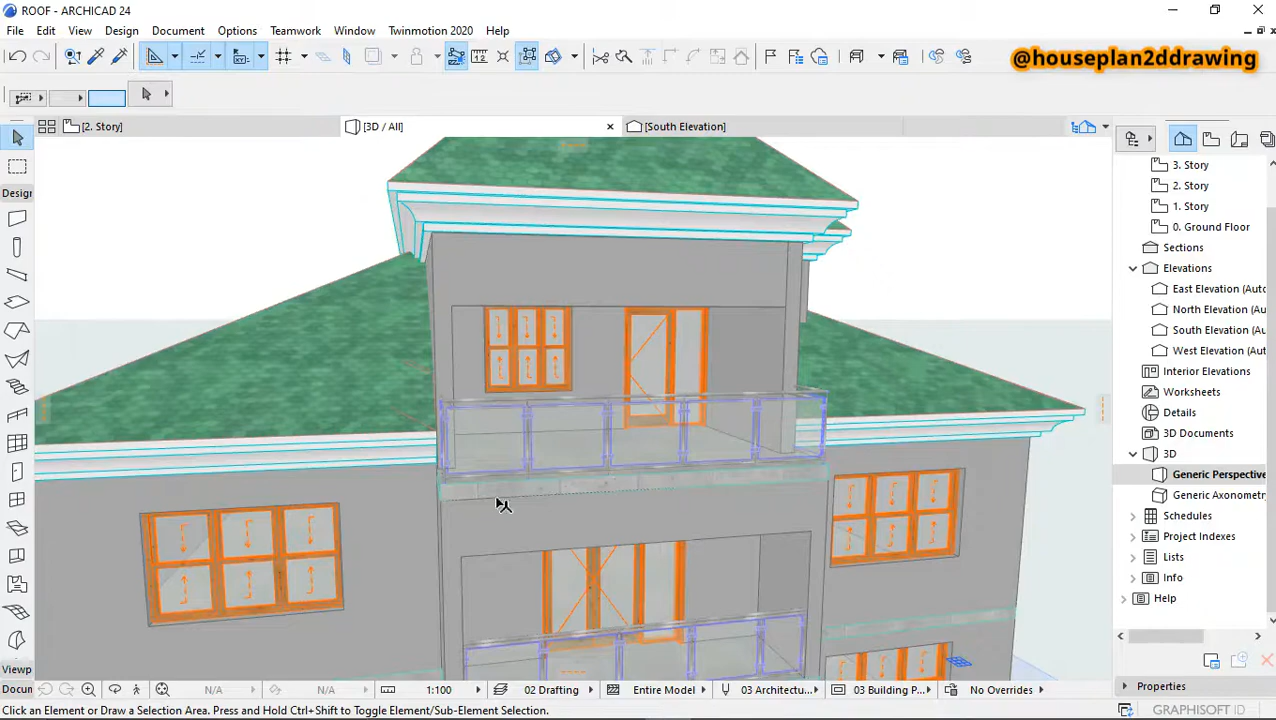 ROOF - ARCHICAD 24
File Edit View Design Document Options Teamwork Window Twinmotion 2020 Help
@houseplan2ddrawing
[2. Story] [3D / All] [South Elevation]
Design
3. Story
2. Story
1. Story
0. Ground Floor
Sections
Elevations
East Elevation (Auto
North Elevation (Aut
South Elevation (Aut
West Elevation (Aut
Interior Elevations
Worksheets
Details
3D Documents
3D
Generic Perspective
Generic Axonometry
Schedules
Project Indexes
Lists
Info
Help
Viewp
Docum N/A N/A 1:100 02 Drafting Entire Model 03 Architectu... 03 Building P... No Overrides
Properties
Click an Element or Draw a Selection Area. Press and Hold Ctrl+Shift to Toggle Element/Sub-Element Selection.
GRAPHISOFT ID